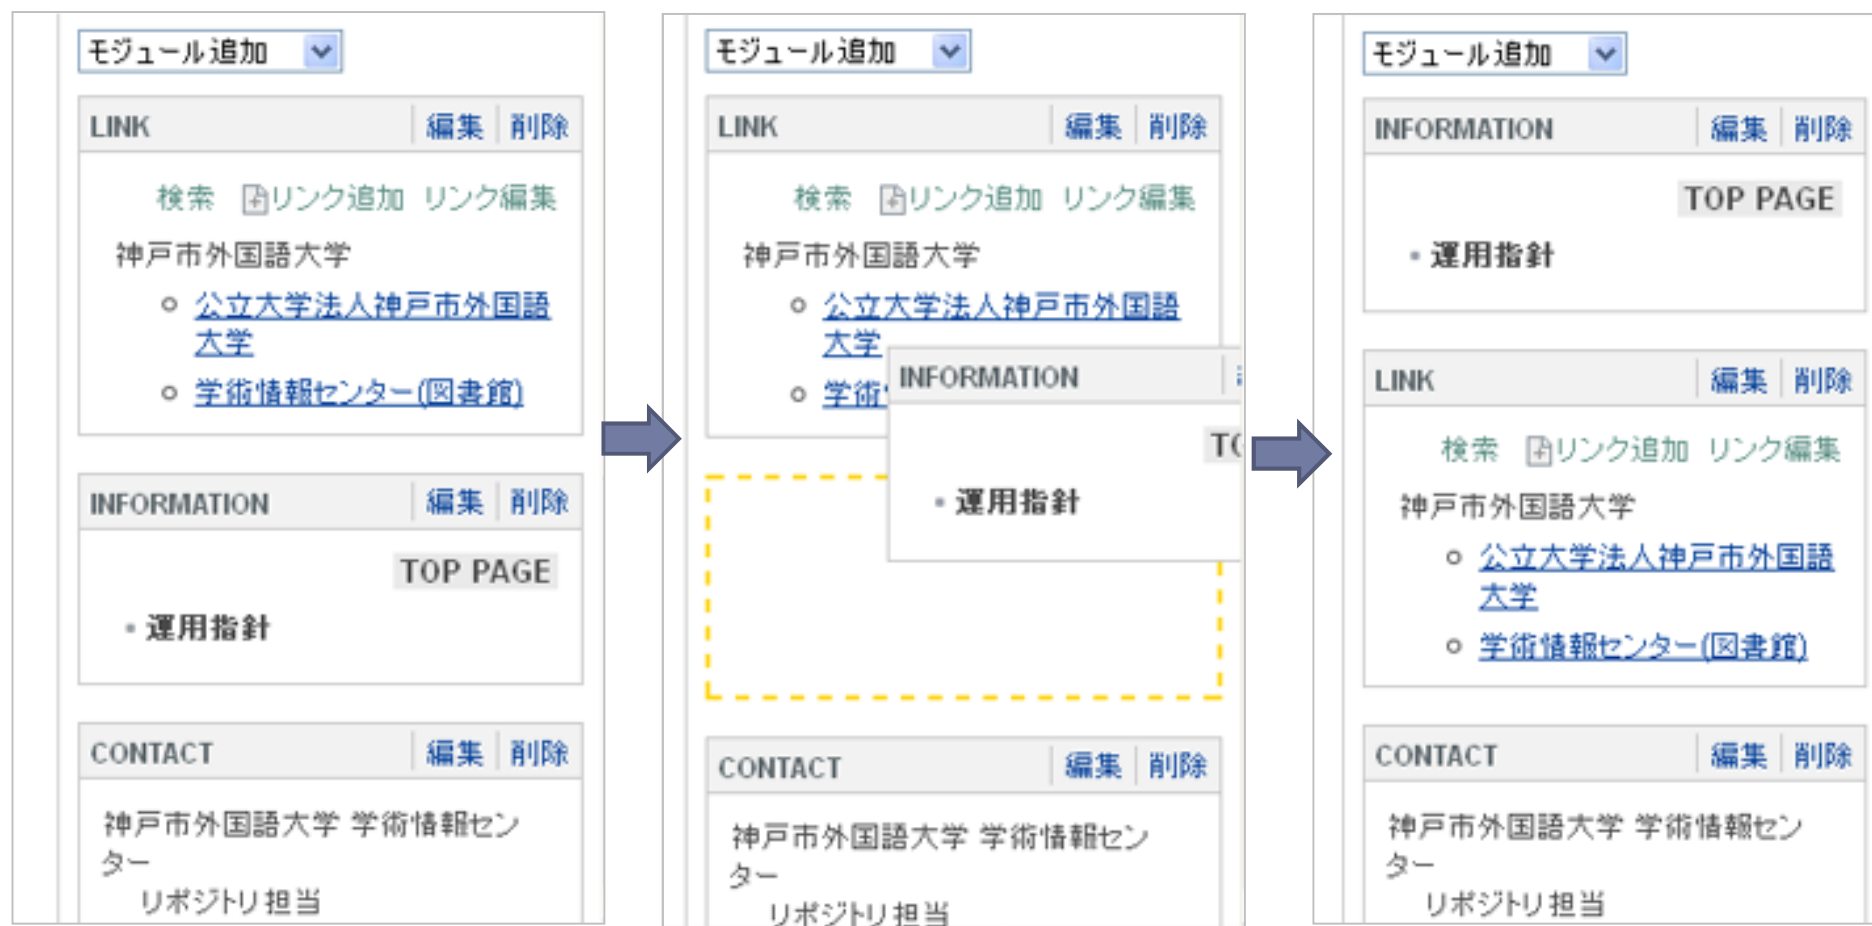 モジュール追加
LINK 編集 削除
検索 リンク追加 リンク編集
神戸市外国語大学
公立大学法人神戸市外国語
大学
学術情報センター(図書館)
INFORMATION 編集 削除
TOP PAGE
運用指針
CONTACT 編集 削除
神戸市外国語大学 学術情報セン
ター
リポジトリ担当
モジュール追加
LINK 編集 削除
検索 リンク追加 リンク編集
神戸市外国語大学
公立大学法人神戸市外国語
大学
学術
INFORMATION
TO
運用指針
CONTACT 編集 削除
神戸市外国語大学 学術情報セン
ター
リポジトリ担当
モジュール追加
INFORMATION 編集 削除
TOP PAGE
運用指針
LINK 編集 削除
検索 リンク追加 リンク編集
神戸市外国語大学
公立大学法人神戸市外国語
大学
学術情報センター(図書館)
CONTACT 編集 削除
神戸市外国語大学 学術情報セン
ター
リポジトリ担当